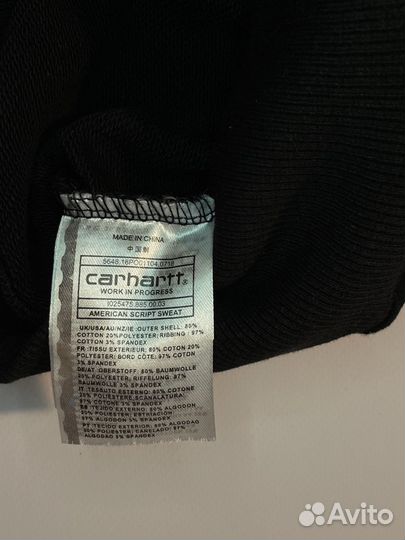 MADE IN CHINA
中国制
5648.16PO01104.0718
carhartt®
WORK IN PROGRESS
I025475.885.00.03
AMERICAN SCRIPT SWEAT
UK/USA/AU/NZ/IE :OUTER SHELL: 80%
COTTON 20%POLYESTER;RIBBING: 97%
COTTON 3% SPANDEX
FR :TISSU EXTERIEUR: 80% COTON 20%
POLYESTER; BORD CÔTE: 97% COTON
3% SPANDEX
DE/AT :OBERSTOFF: 80% BAUMWOLLE
20% POLYESTER, RIFFELUNG: 97%
BAUMWOLLE 3% SPANDEX
IT :TESSUTO ESTERNO: 80% COTONE
20% POLIESTERE;SCANALATURA:
97% COTONE 3% SPANDEX
ES :TEJIDO EXTERNO: 80% ALGODON
20% POLIESTER; ESTRIACION: 97%
ALGODON 3% SPANDEX
PT :TECIDO EXTERIOR: 80% ALGODAO
20% POLIESTER; CANELADO: 97%
ALGODAO 3% SPANDEX
Avito